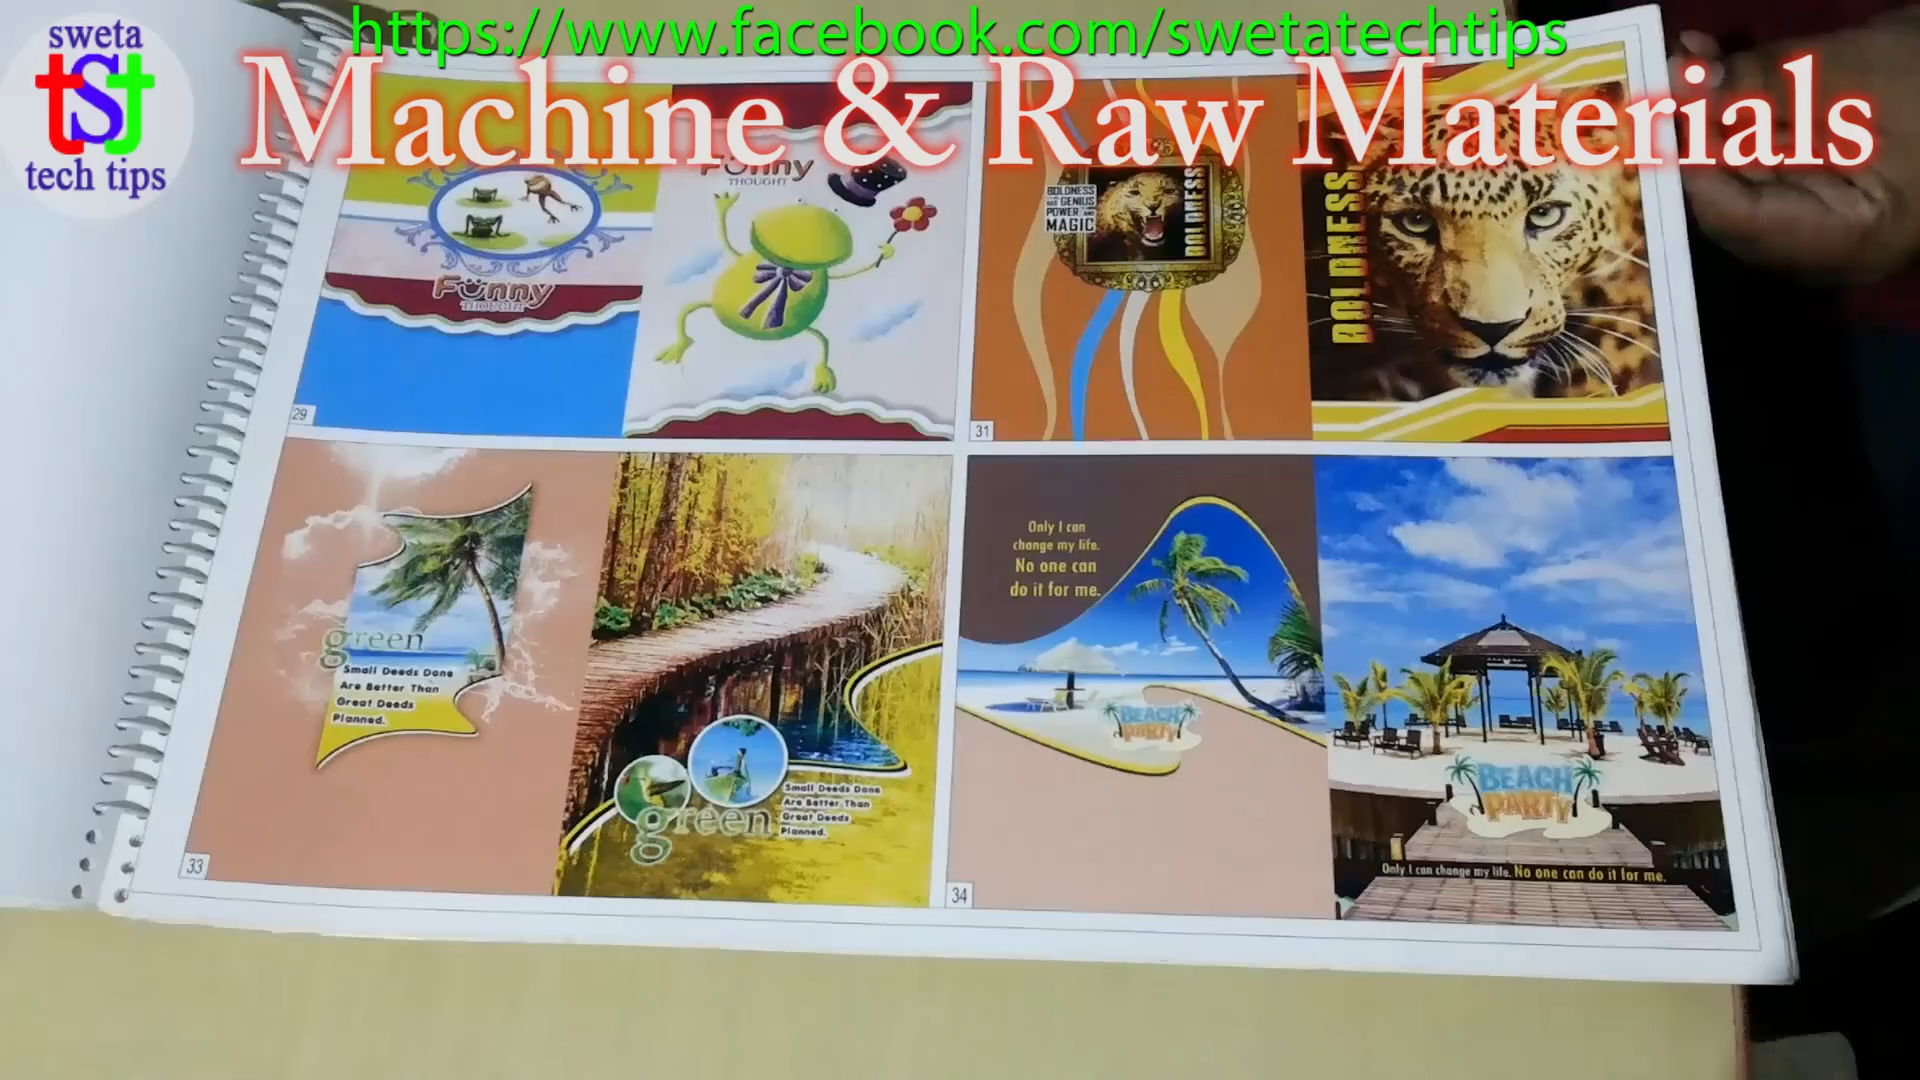 https://www.facebook.com/swetatechtips
sweta
tSt
tech tips
Machine & Raw Materials
Funny
THOUGHT
Funny
THOUGHT
29
BOLDNESS
HAS GENIUS
POWER AND
MAGIC
BOLDNESS
BOLDNESS
31
green
Small Deeds Done
Are Better Than
Great Deeds
Planned.
green
Small Deeds Done
Are Better Than
Great Deeds
Planned.
33
Only I can
change my life.
No one can
do it for me.
BEACH
PARTY
BEACH
PARTY
Only I can change my life. No one can do it for me.
34